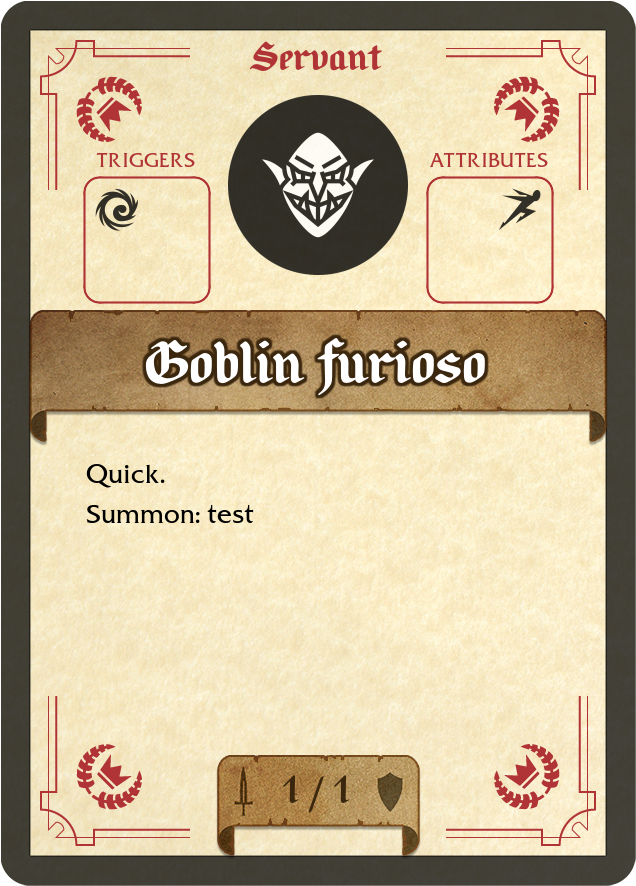 Servant
TRIGGERS
ATTRIBUTES
Goblin furioso
Quick.
Summon: test
1/1